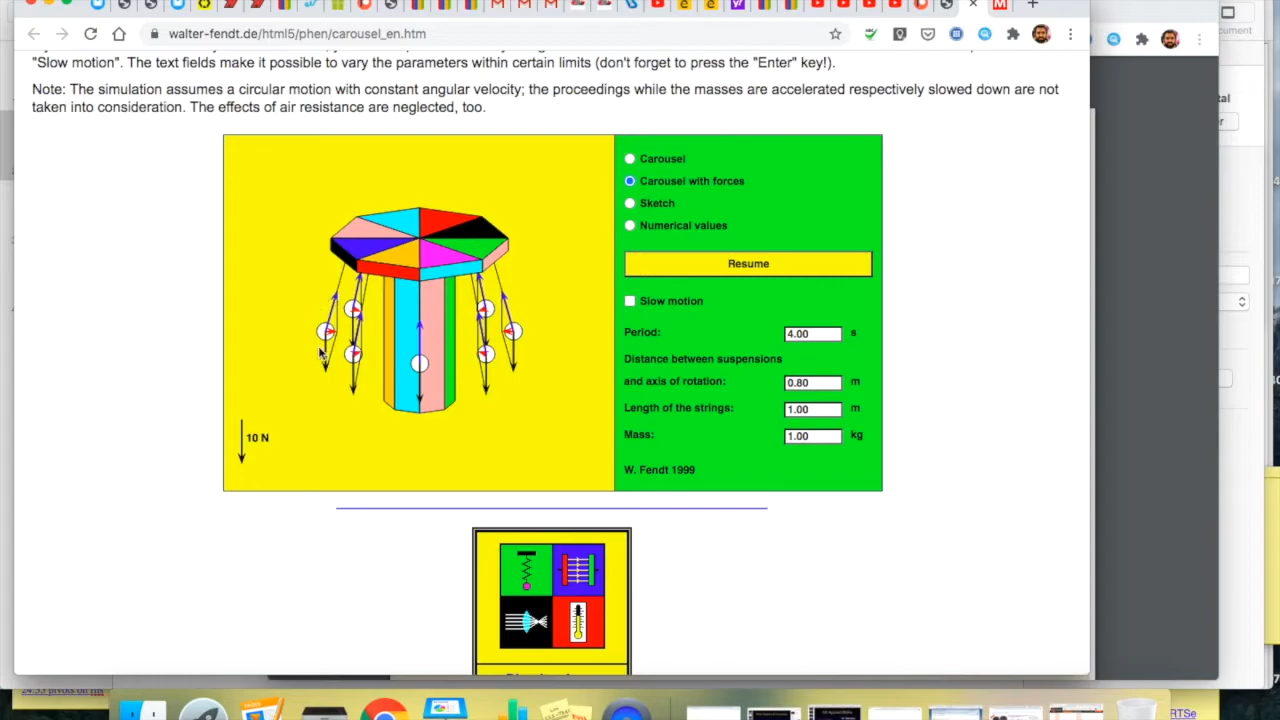 walter-fendt.de/html5/phen/carousel_en.htm
"Slow motion". The text fields make it possible to vary the parameters within certain limits (don't forget to press the "Enter" key!).
Note: The simulation assumes a circular motion with constant angular velocity; the proceedings while the masses are accelerated respectively slowed down are not
taken into consideration. The effects of air resistance are neglected, too.
Carousel
Carousel with forces
Sketch
Numerical values
Resume
Slow motion
Period: 4.00 s
Distance between suspensions
and axis of rotation: 0.80 m
Length of the strings: 1.00 m
Mass: 1.00 kg
W. Fendt 1999
10 N